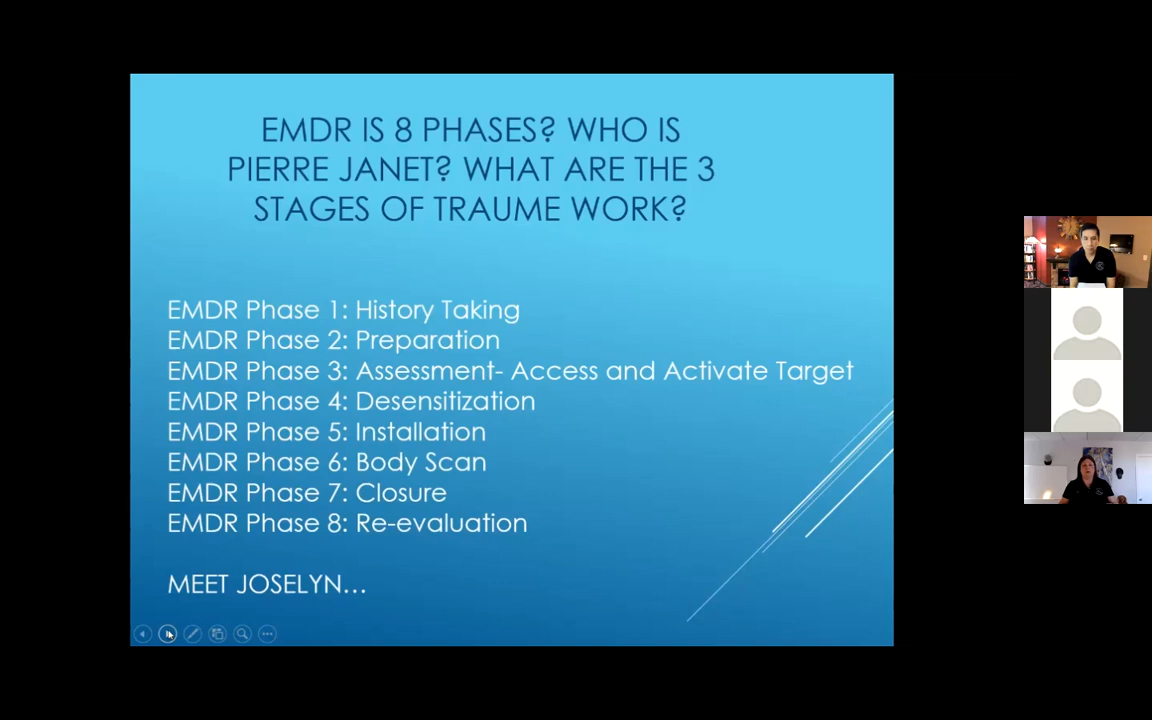 EMDR IS 8 PHASES? WHO IS
PIERRE JANET? WHAT ARE THE 3
STAGES OF TRAUME WORK?
EMDR Phase 1: History Taking
EMDR Phase 2: Preparation
EMDR Phase 3: Assessment- Access and Activate Target
EMDR Phase 4: Desensitization
EMDR Phase 5: Installation
EMDR Phase 6: Body Scan
EMDR Phase 7: Closure
EMDR Phase 8: Re-evaluation
MEET JOSELYN...